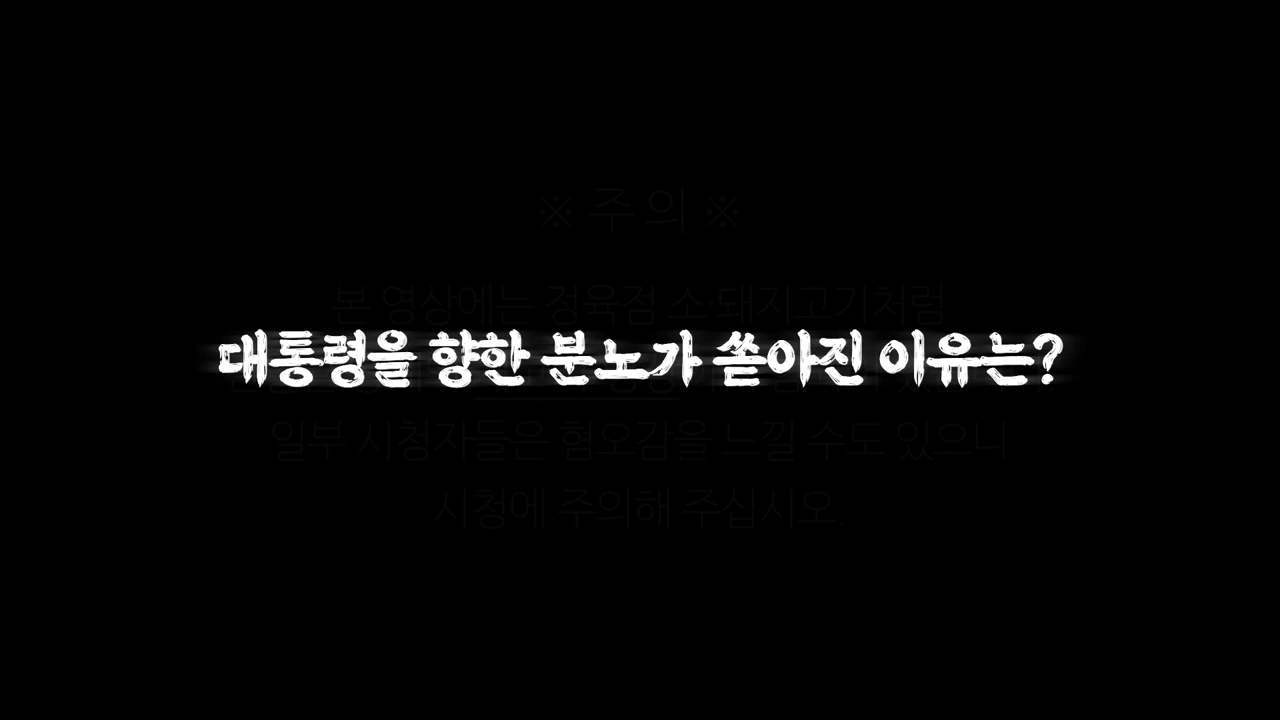 ※ 주 의 ※
본 영상에는 정육점 소·돼지고기처럼
대통령을 향한 분노가 쏟아진 이유는?
일부 시청자들은 혐오감을 느낄 수도 있으니
시청에 주의해 주십시오.